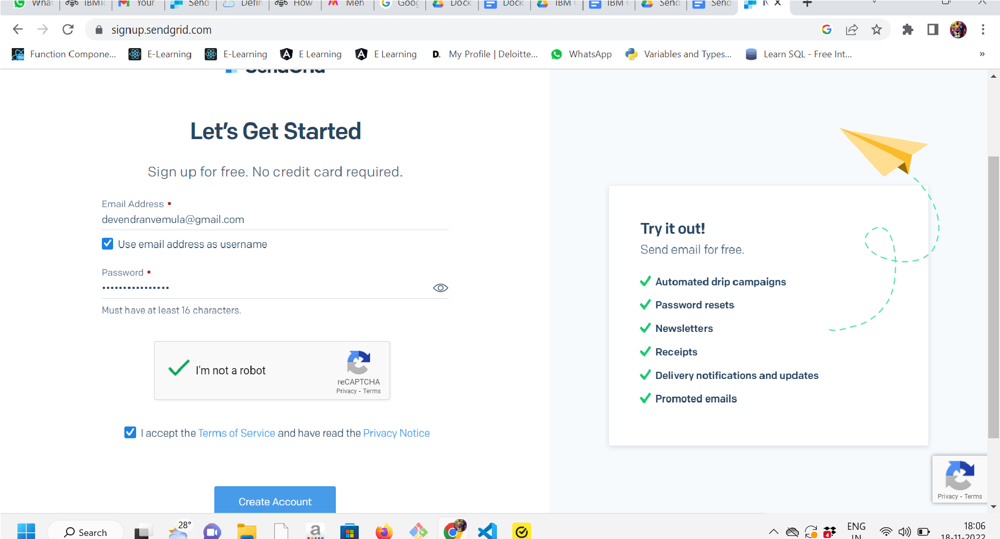 Your
Send
Defin
How
Men
Goog
Dock
Dock
IBM
IBM
Send
Send
signup.sendgrid.com
Function Compone...
E-Learning
E-Learning
E Learning
E Learning
D.
My Profile | Deloitte...
WhatsApp
Variables and Types...
Learn SQL - Free Int...
»
SendGrid
Let's Get Started
Sign up for free. No credit card required.
Email Address •
devendranvemula@gmail.com
Use email address as username
Password •
••••••••••••••••
Must have at least 16 characters.
I'm not a robot
reCAPTCHA
Privacy - Terms
I accept the Terms of Service and have read the Privacy Notice
Create Account
Try it out!
Send email for free.
Automated drip campaigns
Password resets
Newsletters
Receipts
Delivery notifications and updates
Promoted emails
Privacy - Terms
Search
28°
a
4
ENG
IN
18:06
18-11-2022